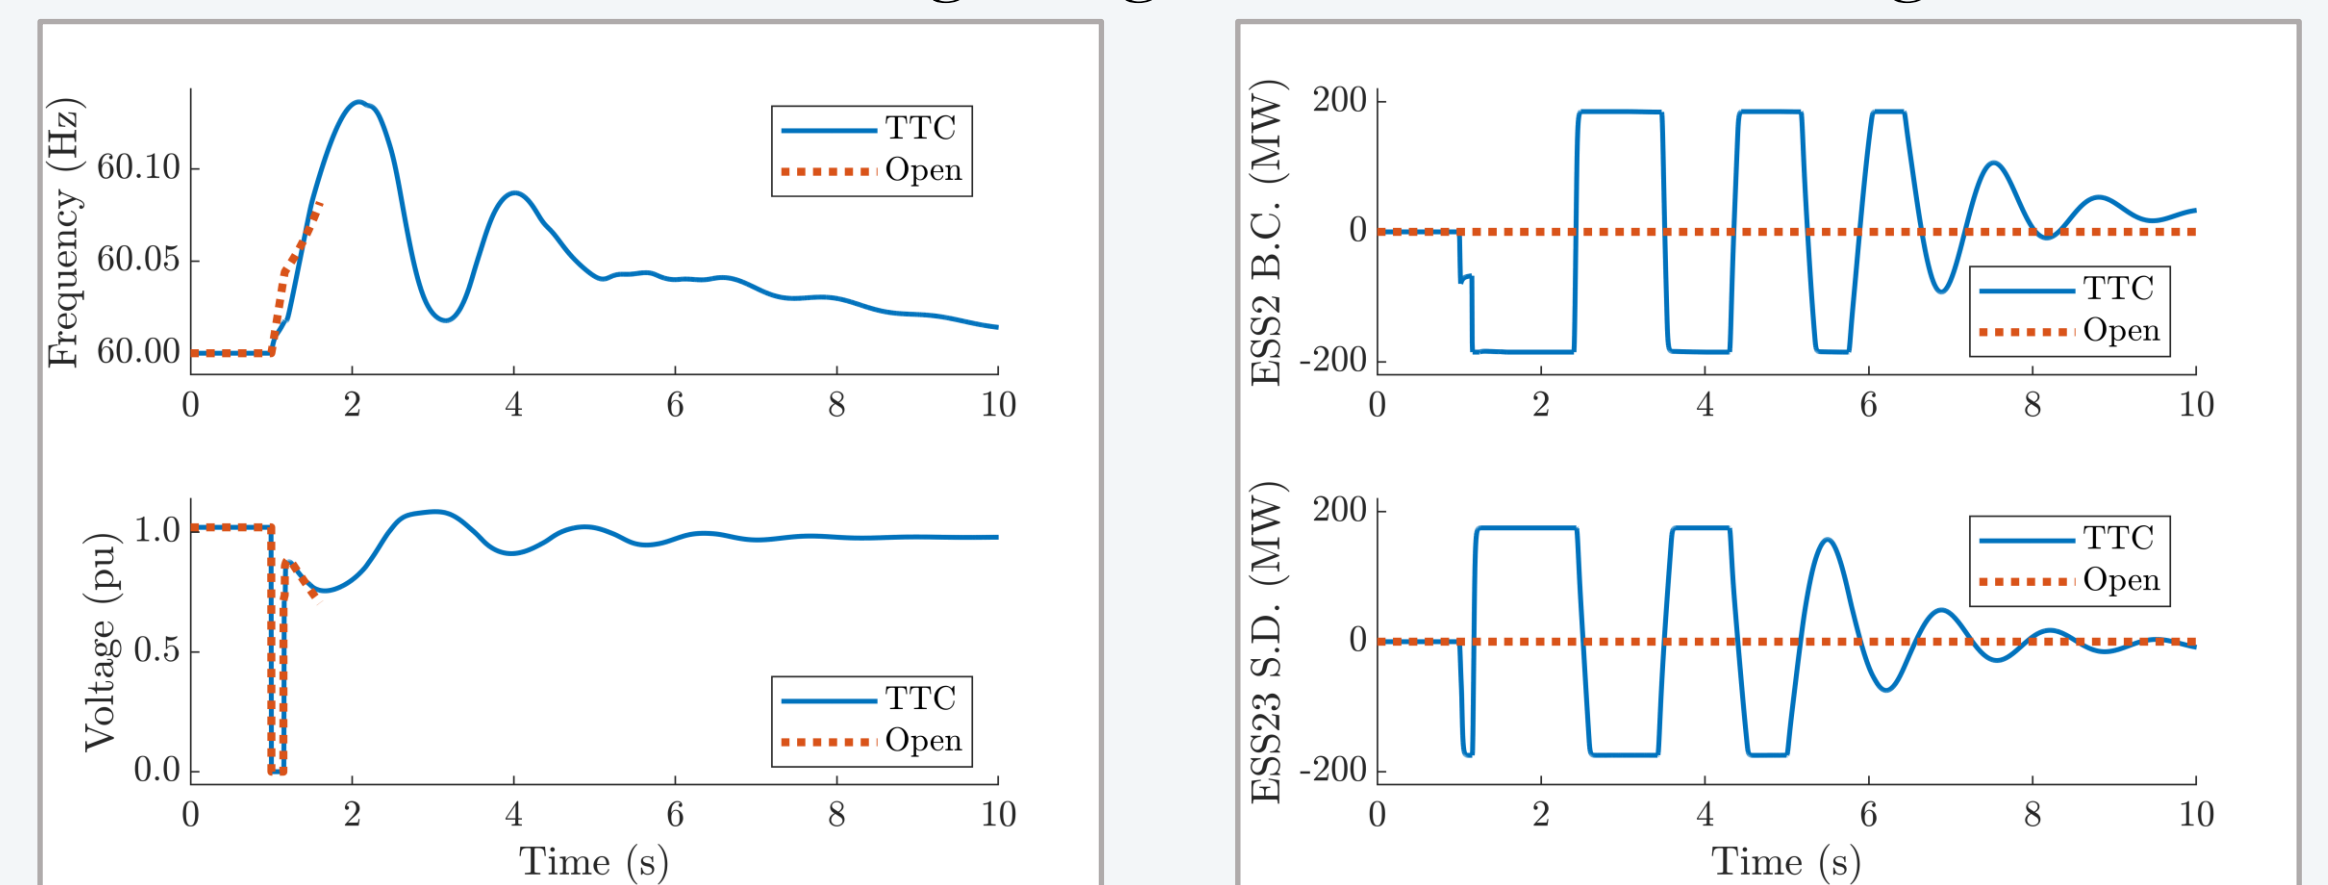 Frequency (Hz)
60.10
60.05
60.00
0 2 4 6 8 10
TTC
Open
Voltage (pu)
1.0
0.5
0.0
0 2 4 6 8 10
Time (s)
TTC
Open
ESS2 B.C. (MW)
200
0
-200
0 2 4 6 8 10
TTC
Open
ESS23 S.D. (MW)
200
0
-200
0 2 4 6 8 10
Time (s)
TTC
Open